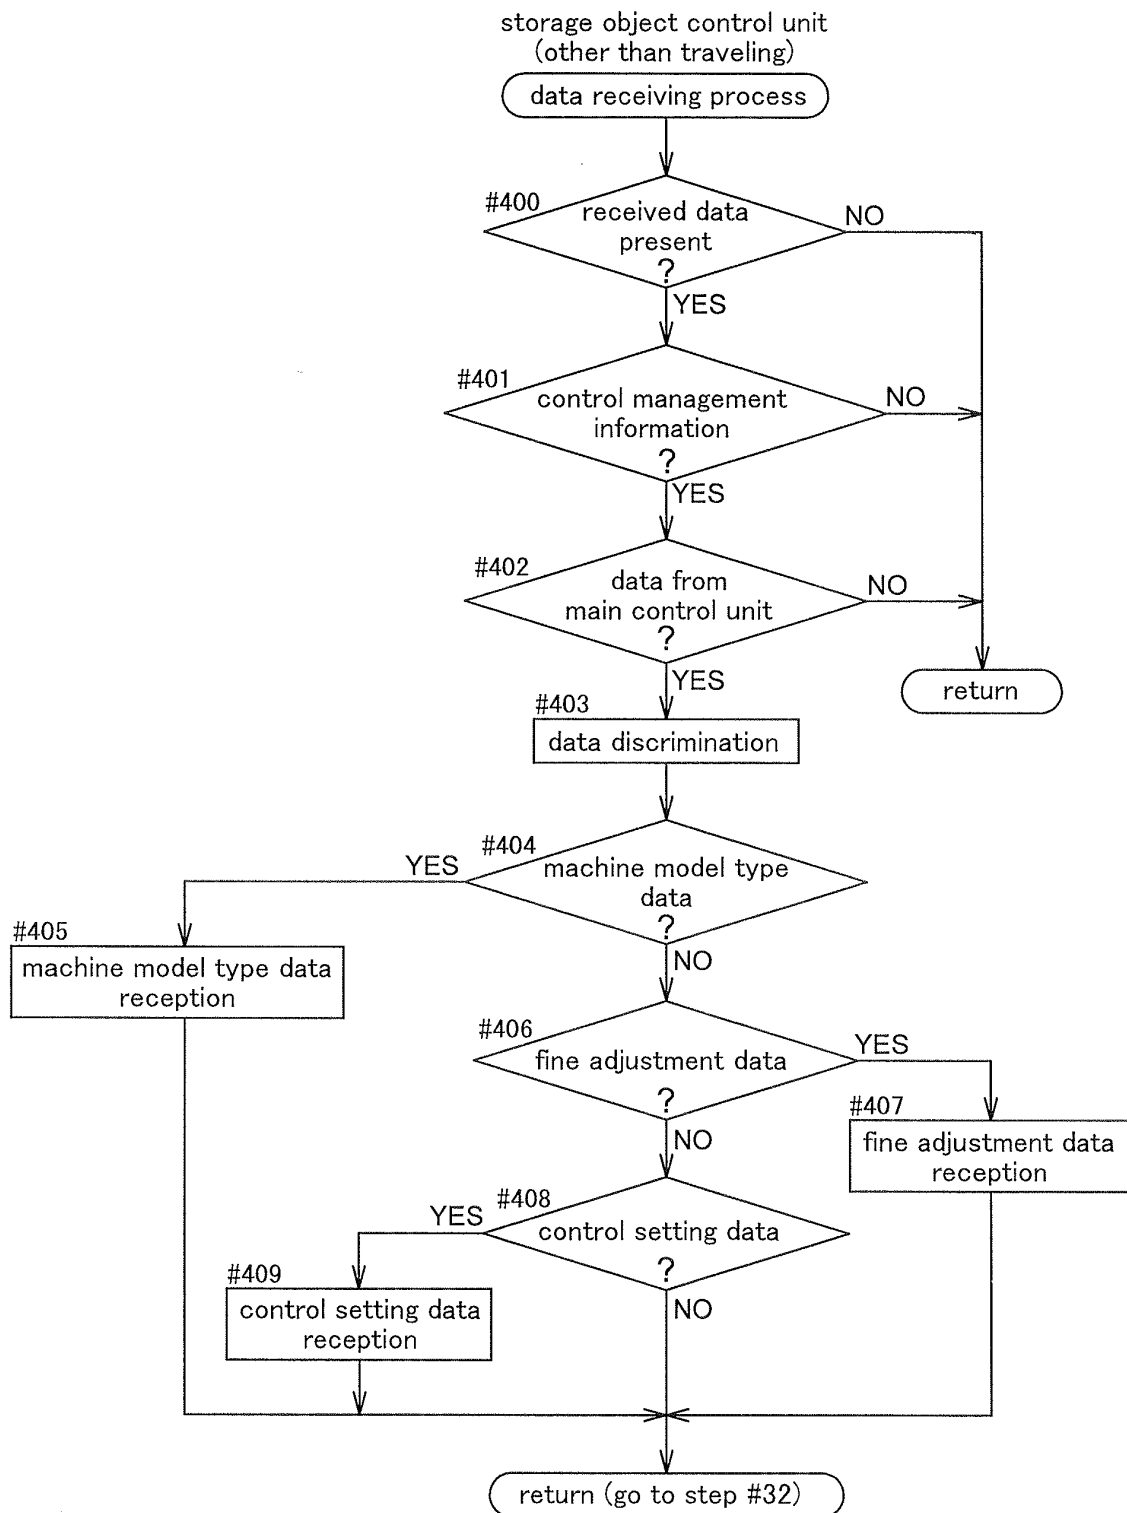 storage object control unit
(other than traveling)
data receiving process
#400
received data
present
?
NO
YES
#401
control management
information
?
NO
YES
#402
data from
main control unit
?
NO
YES
return
#403
data discrimination
#404
YES
machine model type
data
?
NO
#405
machine model type data
reception
#406
fine adjustment data
?
YES
NO
#407
fine adjustment data
reception
#408
YES
control setting data
?
NO
#409
control setting data
reception
return (go to step #32)